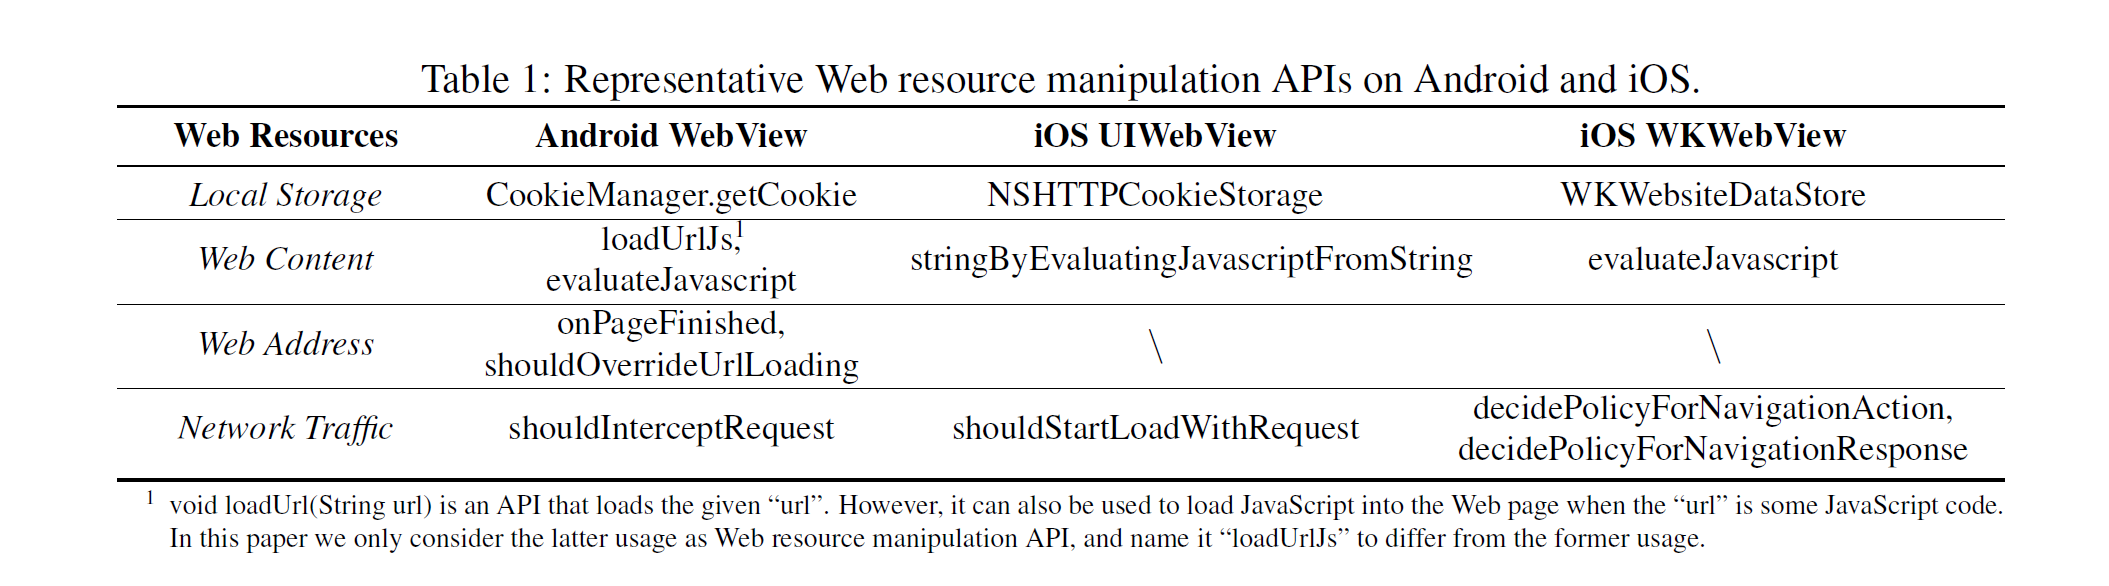 Table 1: Representative Web resource manipulation APIs on Android and iOS.
Web Resources Android WebView iOS UIWebView iOS WKWebView
Local Storage CookieManager.getCookie NSHTTPCookieStorage WKWebsiteDataStore
Web Content loadUrlJs,1 evaluateJavascript stringByEvaluatingJavascriptFromString evaluateJavascript
Web Address onPageFinished, shouldOverrideUrlLoading \ \
Network Traffic shouldInterceptRequest shouldStartLoadWithRequest decidePolicyForNavigationAction, decidePolicyForNavigationResponse
1 void loadUrl(String url) is an API that loads the given “url”. However, it can also be used to load JavaScript into the Web page when the “url” is some JavaScript code.
In this paper we only consider the latter usage as Web resource manipulation API, and name it “loadUrlJs” to differ from the former usage.